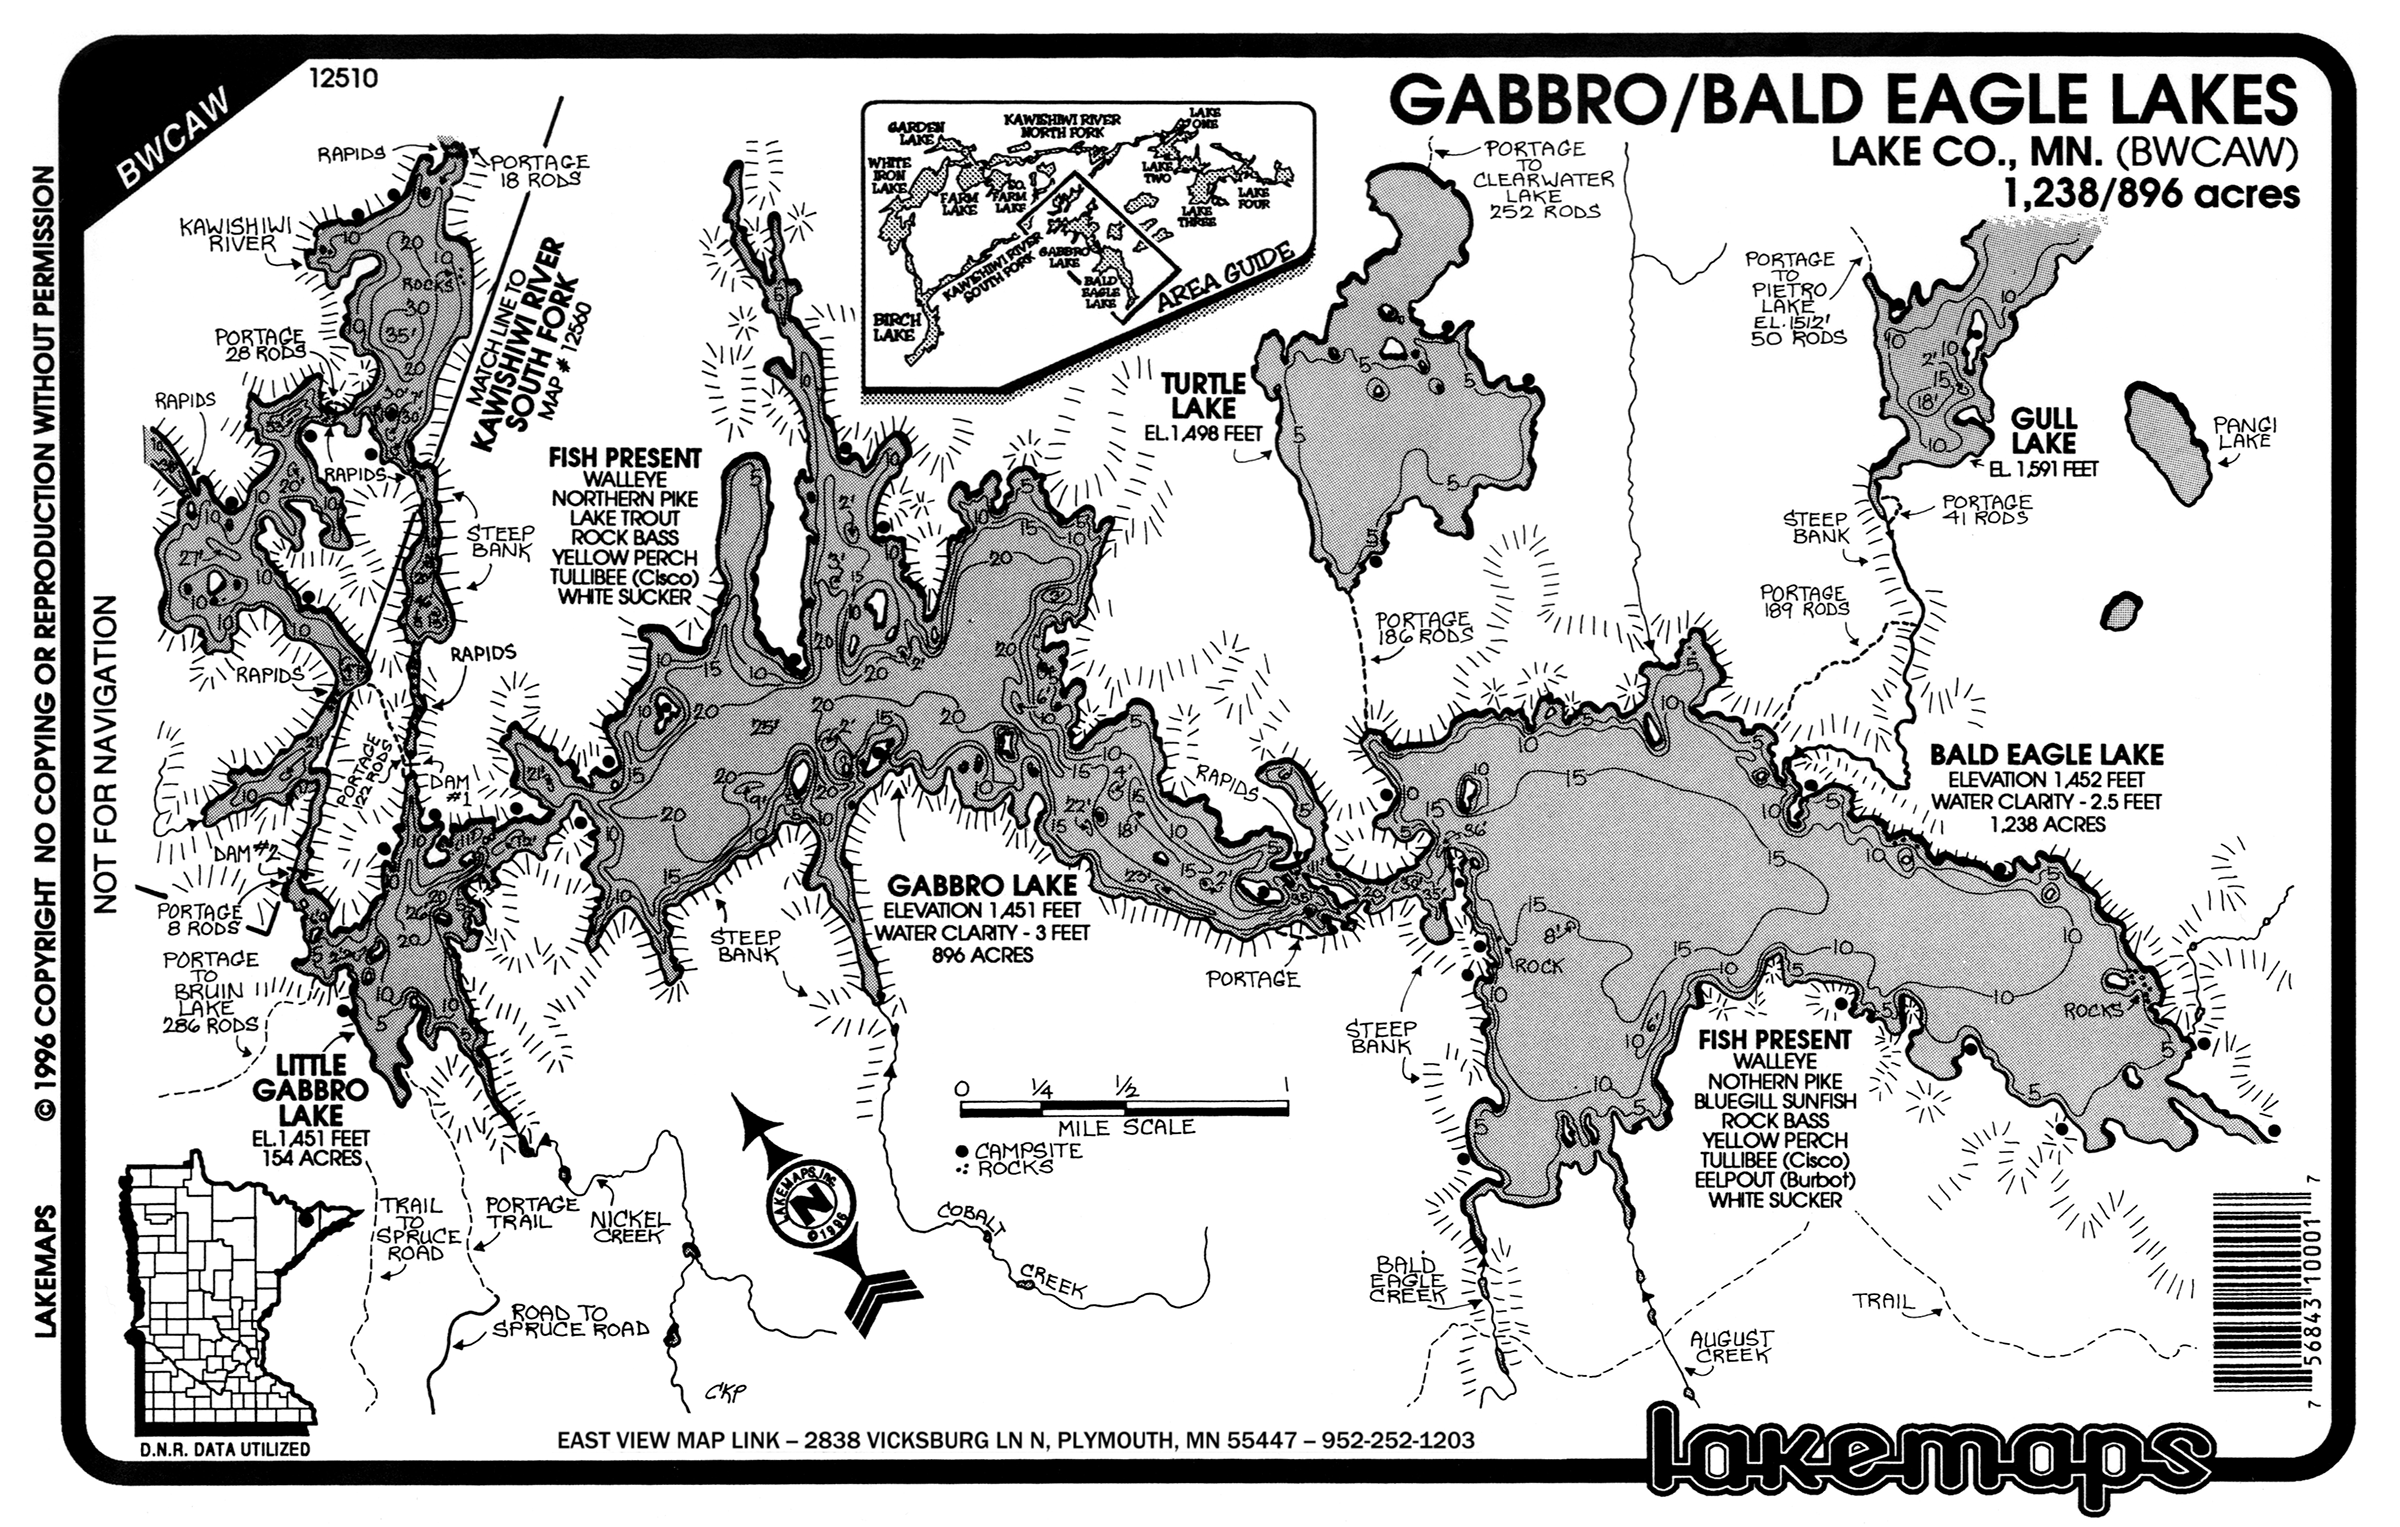 BWCAW
12510
GABBRO/BALD EAGLE LAKES
LAKE CO., MN. (BWCAW)
1,238/896 acres
© 1996 COPYRIGHT NO COPYING OR REPRODUCTION WITHOUT PERMISSION
LAKEMAPS
NOT FOR NAVIGATION
RAPIDS
PORTAGE
18 RODS
KAWISHIWI
RIVER
ROCKS
MATCH LINE TO
KAWISHIWI RIVER
SOUTH FORK
MAP # 12560
PORTAGE
28 RODS
RAPIDS
RAPIDS
STEEP
BANK
RAPIDS
RAPIDS
PORTAGE
122 RODS
DAM
#1
DAM #2
PORTAGE
8 RODS
PORTAGE
TO
BRUIN
LAKE
286 RODS
LITTLE
GABBRO
LAKE
EL. 1,451 FEET
154 ACRES
GARDEN
LAKE
KAWISHIWI RIVER
NORTH FORK
LAKE
ONE
WHITE
IRON
LAKE
FARM
LAKE
SO.
FARM
LAKE
LAKE
TWO
LAKE
THREE
LAKE
FOUR
GABBRO
LAKE
KAWISHIWI RIVER
SOUTH FORK
BALD
EAGLE
LAKE
BIRCH
LAKE
AREA GUIDE
FISH PRESENT
WALLEYE
NORTHERN PIKE
LAKE TROUT
ROCK BASS
YELLOW PERCH
TULLIBEE (Cisco)
WHITE SUCKER
TURTLE
LAKE
EL. 1,498 FEET
PORTAGE
TO
CLEARWATER
LAKE
252 RODS
PORTAGE
186 RODS
PORTAGE
TO
PIETRO
LAKE
EL. 1512'
50 RODS
GULL
LAKE
EL. 1,591 FEET
PANGI
LAKE
PORTAGE
41 RODS
STEEP
BANK
PORTAGE
189 RODS
BALD EAGLE LAKE
ELEVATION 1,452 FEET
WATER CLARITY - 2.5 FEET
1,238 ACRES
GABBRO LAKE
ELEVATION 1,451 FEET
WATER CLARITY - 3 FEET
896 ACRES
RAPIDS
STEEP
BANK
PORTAGE
ROCK
STEEP
BANK
ROCKS
FISH PRESENT
WALLEYE
NOTHERN PIKE
BLUEGILL SUNFISH
ROCK BASS
YELLOW PERCH
TULLIBEE (Cisco)
EELPOUT (Burbot)
WHITE SUCKER
0 1/4 1/2 1
MILE SCALE
CAMPSITE
ROCKS
LAKEMAPS, INC.
N
© 1996
TRAIL
TO
SPRUCE
ROAD
PORTAGE
TRAIL
NICKEL
CREEK
ROAD TO
SPRUCE ROAD
COBALT
CREEK
CKP
BALD
EAGLE
CREEK
AUGUST
CREEK
TRAIL
D.N.R. DATA UTILIZED
EAST VIEW MAP LINK – 2838 VICKSBURG LN N, PLYMOUTH, MN 55447 – 952-252-1203
7 56843 10001 7
lakemaps